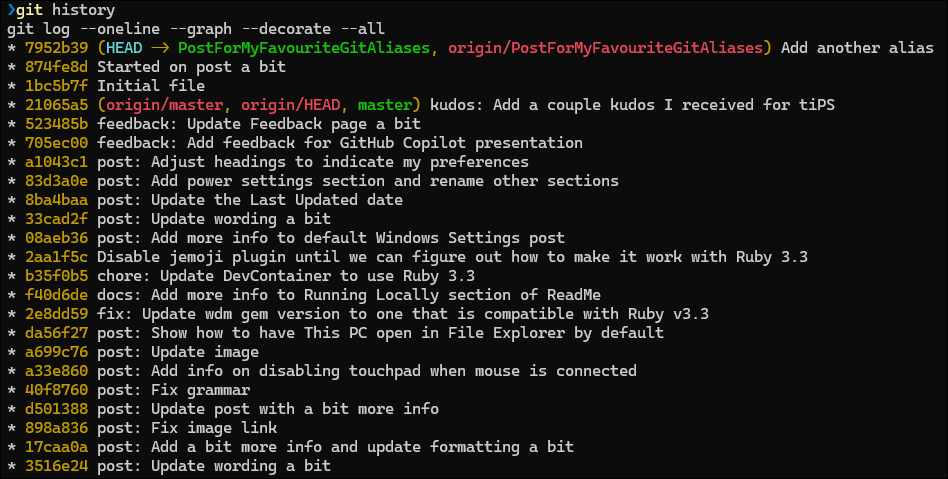 ❯git history
git log --oneline --graph --decorate --all
* 7952b39 (HEAD -> PostForMyFavouriteGitAliases, origin/PostForMyFavouriteGitAliases) Add another alias
* 874fe8d Started on post a bit
* 1bc5b7f Initial file
* 21065a5 (origin/master, origin/HEAD, master) kudos: Add a couple kudos I received for tiPS
* 523485b feedback: Update Feedback page a bit
* 705ec00 feedback: Add feedback for GitHub Copilot presentation
* a1043c1 post: Adjust headings to indicate my preferences
* 83d3a0e post: Add power settings section and rename other sections
* 8ba4baa post: Update the Last Updated date
* 33cad2f post: Update wording a bit
* 08aeb36 post: Add more info to default Windows Settings post
* 2aa1f5c Disable jemoji plugin until we can figure out how to make it work with Ruby 3.3
* b35f0b5 chore: Update DevContainer to use Ruby 3.3
* f40d6de docs: Add more info to Running Locally section of ReadMe
* 2e8dd59 fix: Update wdm gem version to one that is compatible with Ruby v3.3
* da56f27 post: Show how to have This PC open in File Explorer by default
* a699c76 post: Update image
* a33e860 post: Add info on disabling touchpad when mouse is connected
* 40f8760 post: Fix grammar
* d501388 post: Update post with a bit more info
* 898a836 post: Fix image link
* 17caa0a post: Add a bit more info and update formatting a bit
* 3516e24 post: Update wording a bit